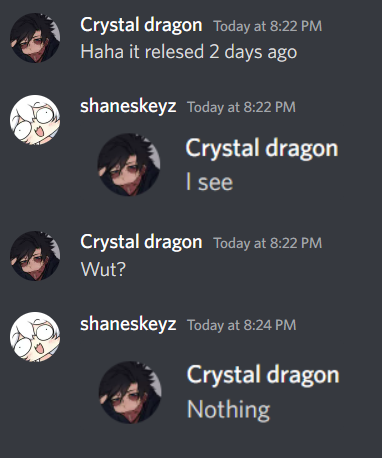 Crystal dragon Today at 8:22 PM
Haha it relesed 2 days ago
shaneskeyz Today at 8:22 PM
Crystal dragon
I see
Crystal dragon Today at 8:22 PM
Wut?
shaneskeyz Today at 8:24 PM
Crystal dragon
Nothing